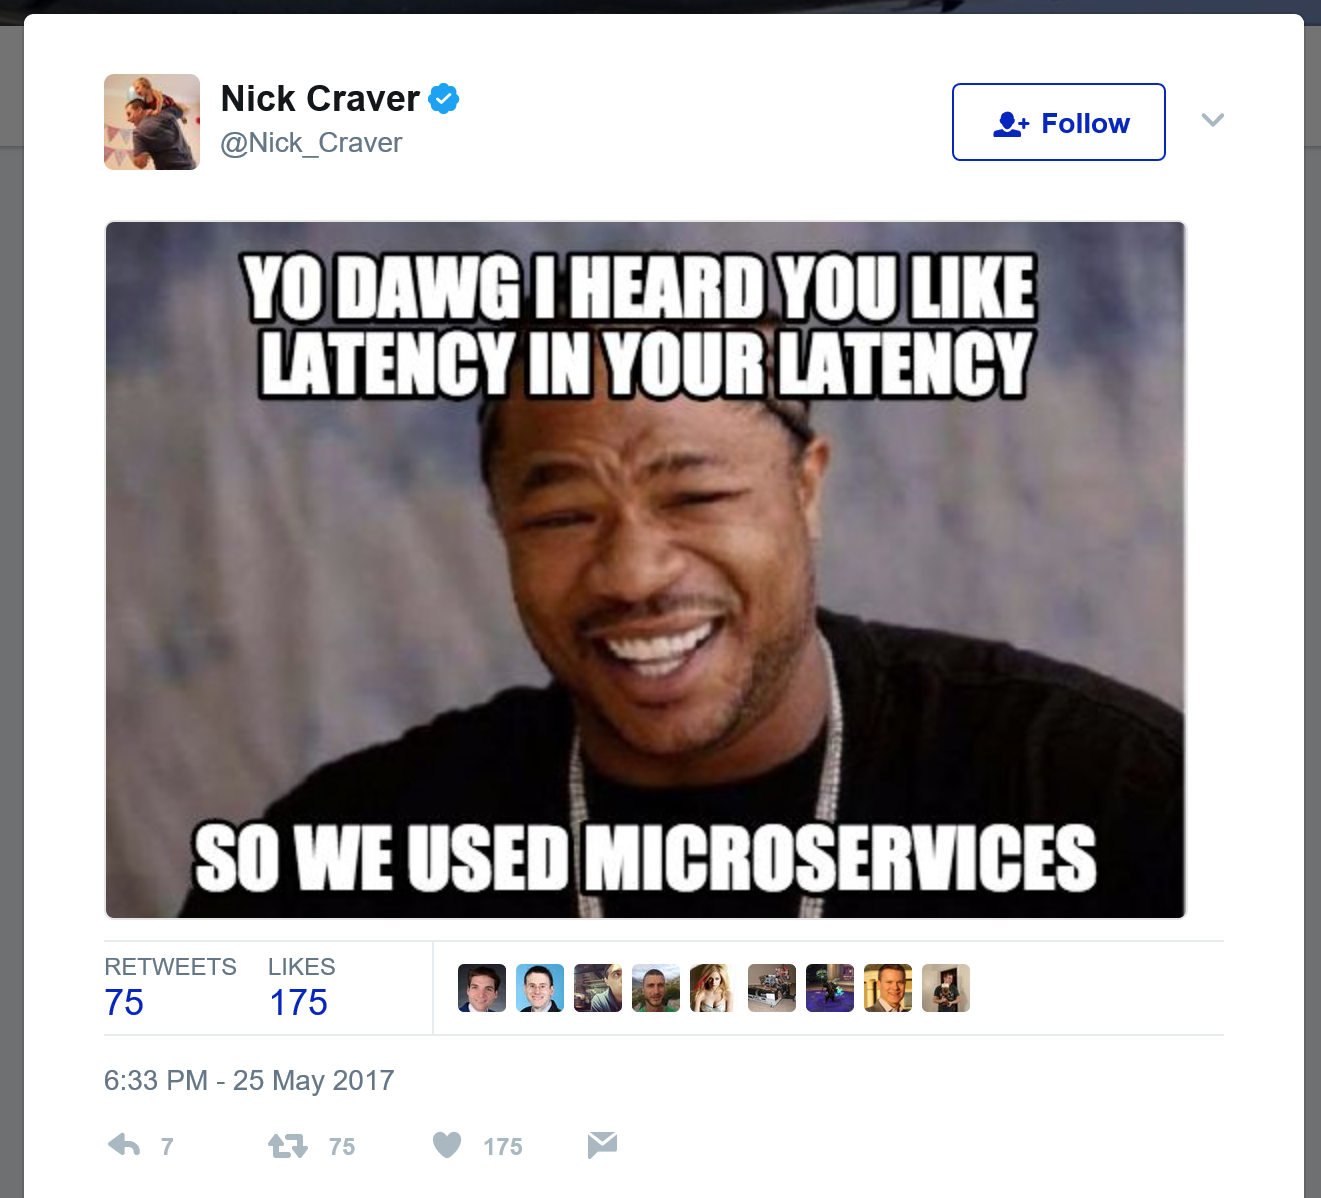 Nick Craver
@Nick_Craver
Follow
YO DAWG I HEARD YOU LIKE
LATENCY IN YOUR LATENCY
SO WE USED MICROSERVICES
RETWEETS LIKES
75 175
6:33 PM - 25 May 2017
7 75 175